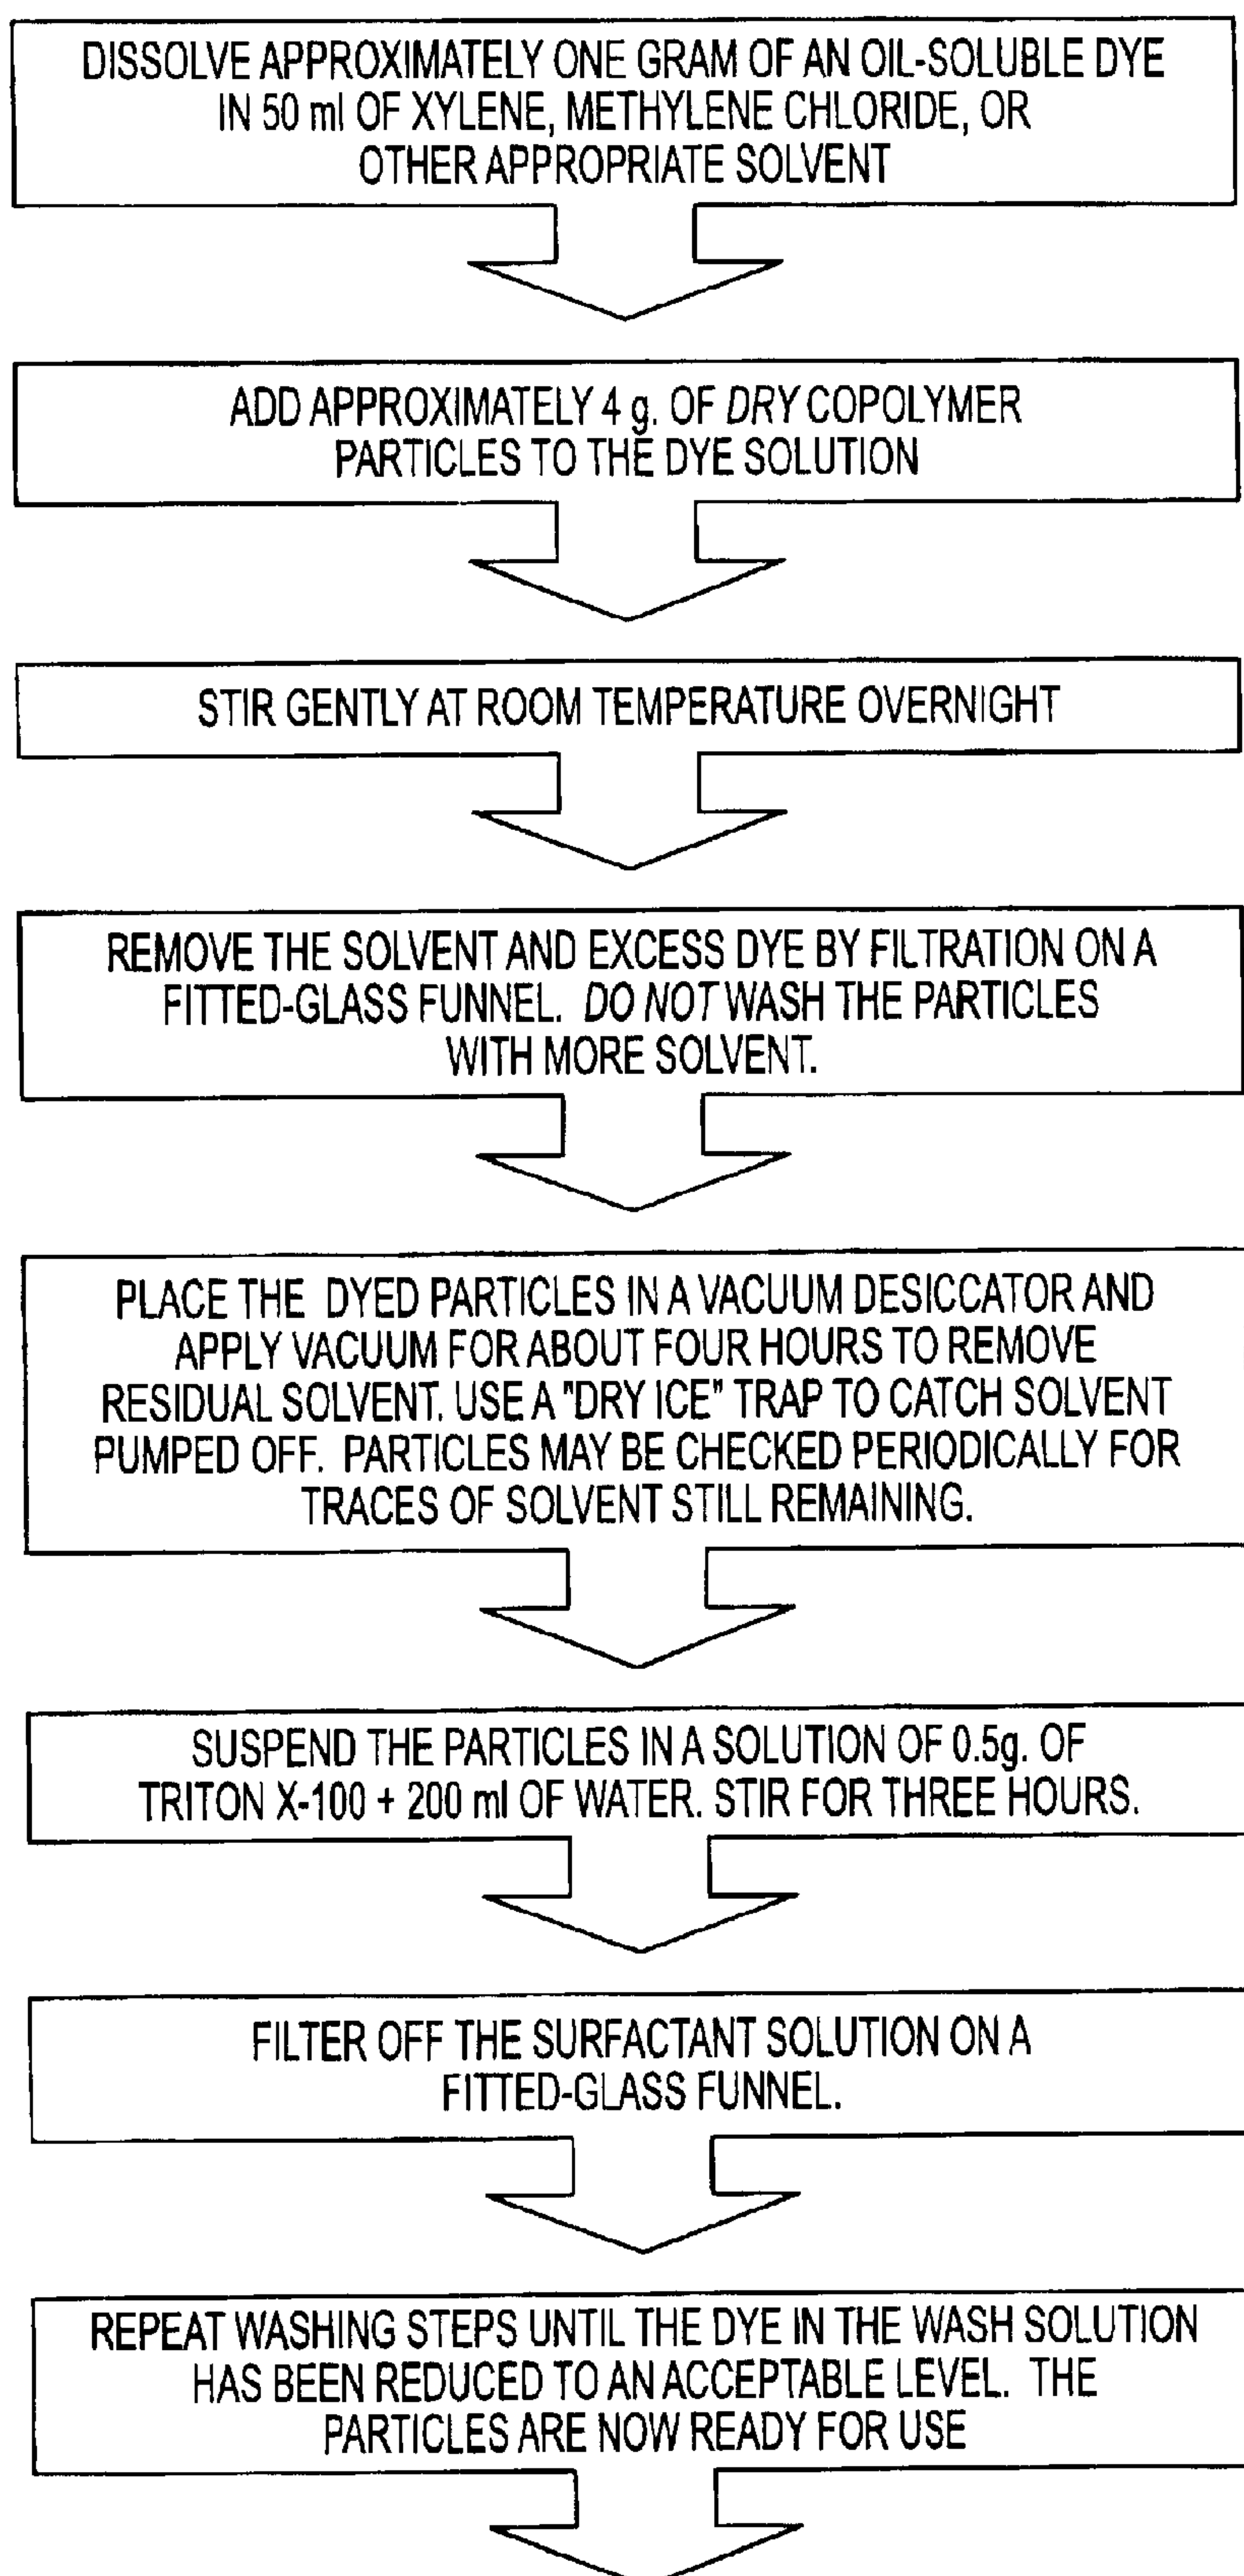 DISSOLVE APPROXIMATELY ONE GRAM OF AN OIL-SOLUBLE DYE
IN 50 ml OF XYLENE, METHYLENE CHLORIDE, OR
OTHER APPROPRIATE SOLVENT
ADD APPROXIMATELY 4 g. OF DRY COPOLYMER
PARTICLES TO THE DYE SOLUTION
STIR GENTLY AT ROOM TEMPERATURE OVERNIGHT
REMOVE THE SOLVENT AND EXCESS DYE BY FILTRATION ON A
FITTED-GLASS FUNNEL. DO NOT WASH THE PARTICLES
WITH MORE SOLVENT.
PLACE THE DYED PARTICLES IN A VACUUM DESICCATOR AND
APPLY VACUUM FOR ABOUT FOUR HOURS TO REMOVE
RESIDUAL SOLVENT. USE A "DRY ICE" TRAP TO CATCH SOLVENT
PUMPED OFF. PARTICLES MAY BE CHECKED PERIODICALLY FOR
TRACES OF SOLVENT STILL REMAINING.
SUSPEND THE PARTICLES IN A SOLUTION OF 0.5g. OF
TRITON X-100 + 200 ml OF WATER. STIR FOR THREE HOURS.
FILTER OFF THE SURFACTANT SOLUTION ON A
FITTED-GLASS FUNNEL.
REPEAT WASHING STEPS UNTIL THE DYE IN THE WASH SOLUTION
HAS BEEN REDUCED TO AN ACCEPTABLE LEVEL. THE
PARTICLES ARE NOW READY FOR USE